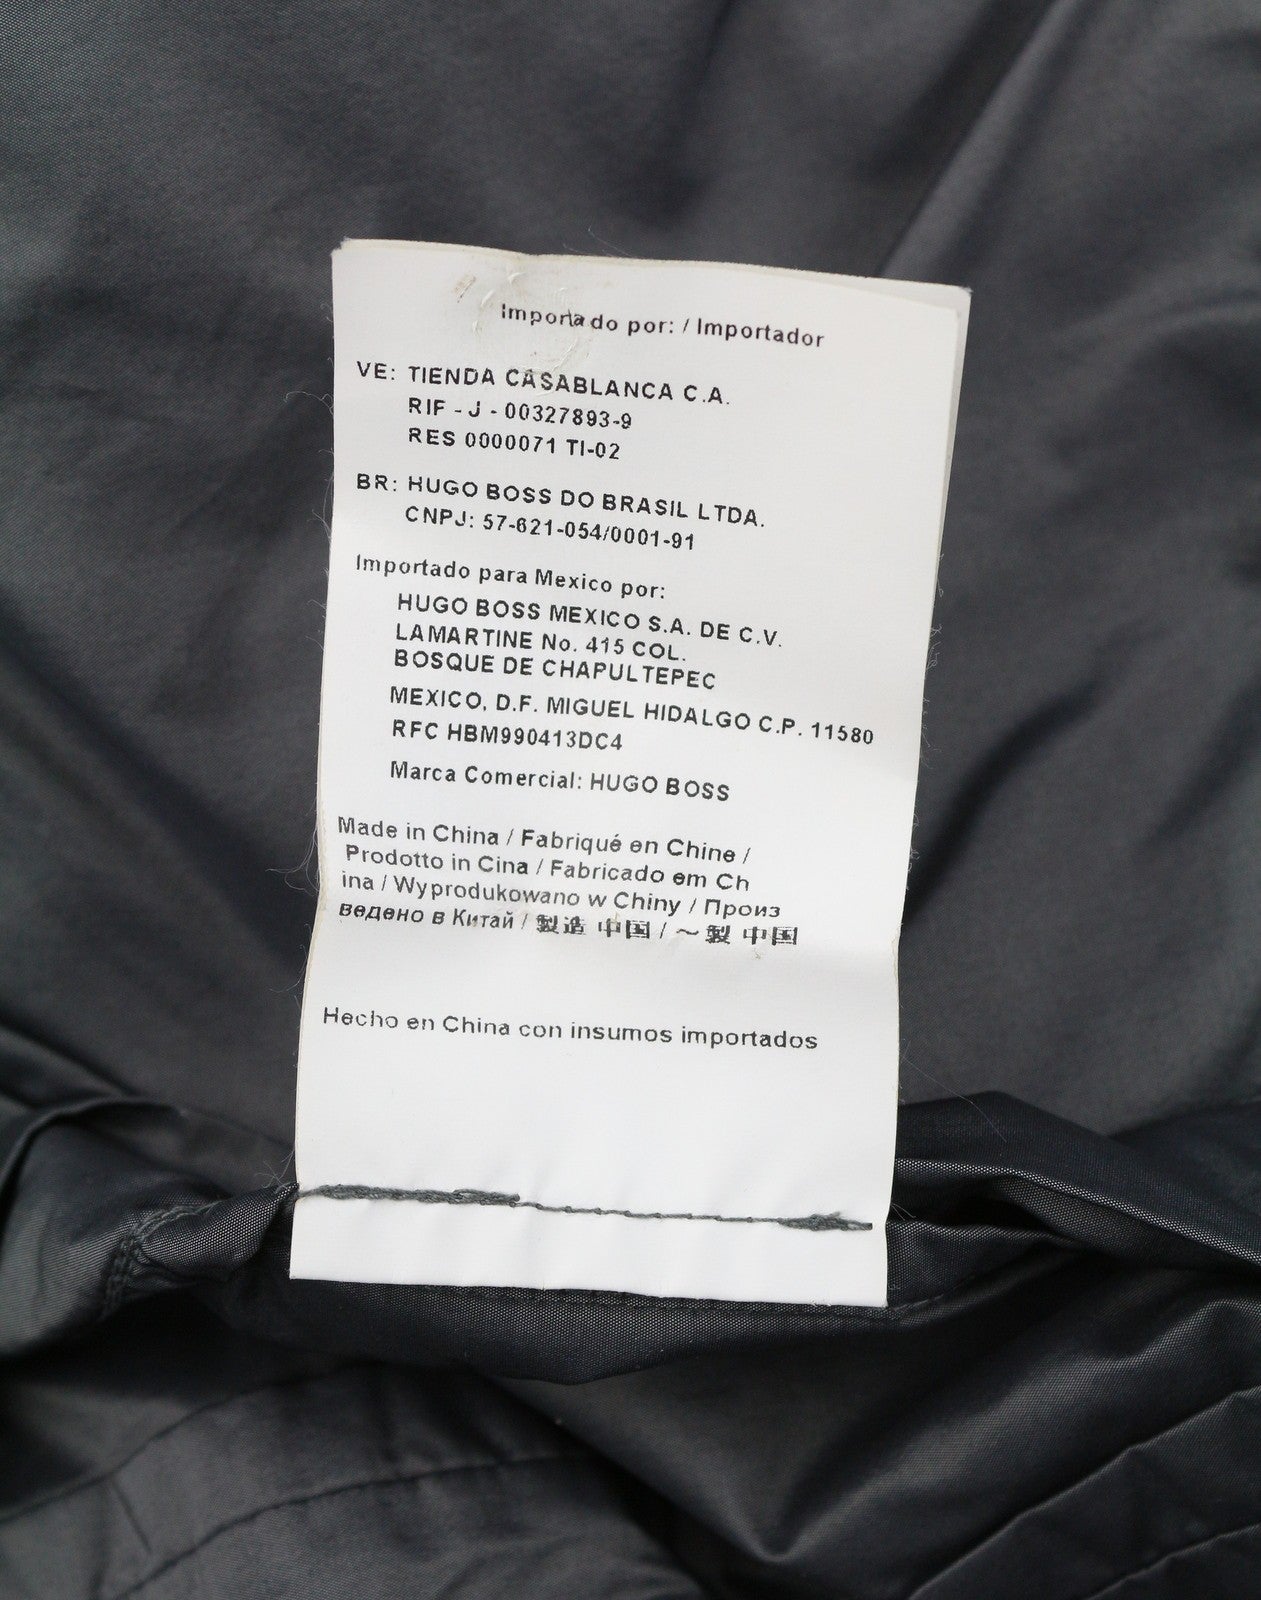 Importado por: / Importador
VE: TIENDA CASABLANCA C.A.
RIF - J - 00327893-9
RES 0000071 TI-02
BR: HUGO BOSS DO BRASIL LTDA.
CNPJ: 57-621-054/0001-91
Importado para Mexico por:
HUGO BOSS MEXICO S.A. DE C.V.
LAMARTINE No. 415 COL.
BOSQUE DE CHAPULTEPEC
MEXICO, D.F. MIGUEL HIDALGO C.P. 11580
RFC HBM990413DC4
Marca Comercial: HUGO BOSS
Made in China / Fabriqué en Chine /
Prodotto in Cina / Fabricado em Ch
ina / Wyprodukowano w Chiny / Произ
ведено в Китай / 製造 中国 / ～製 中国
Hecho en China con insumos importados